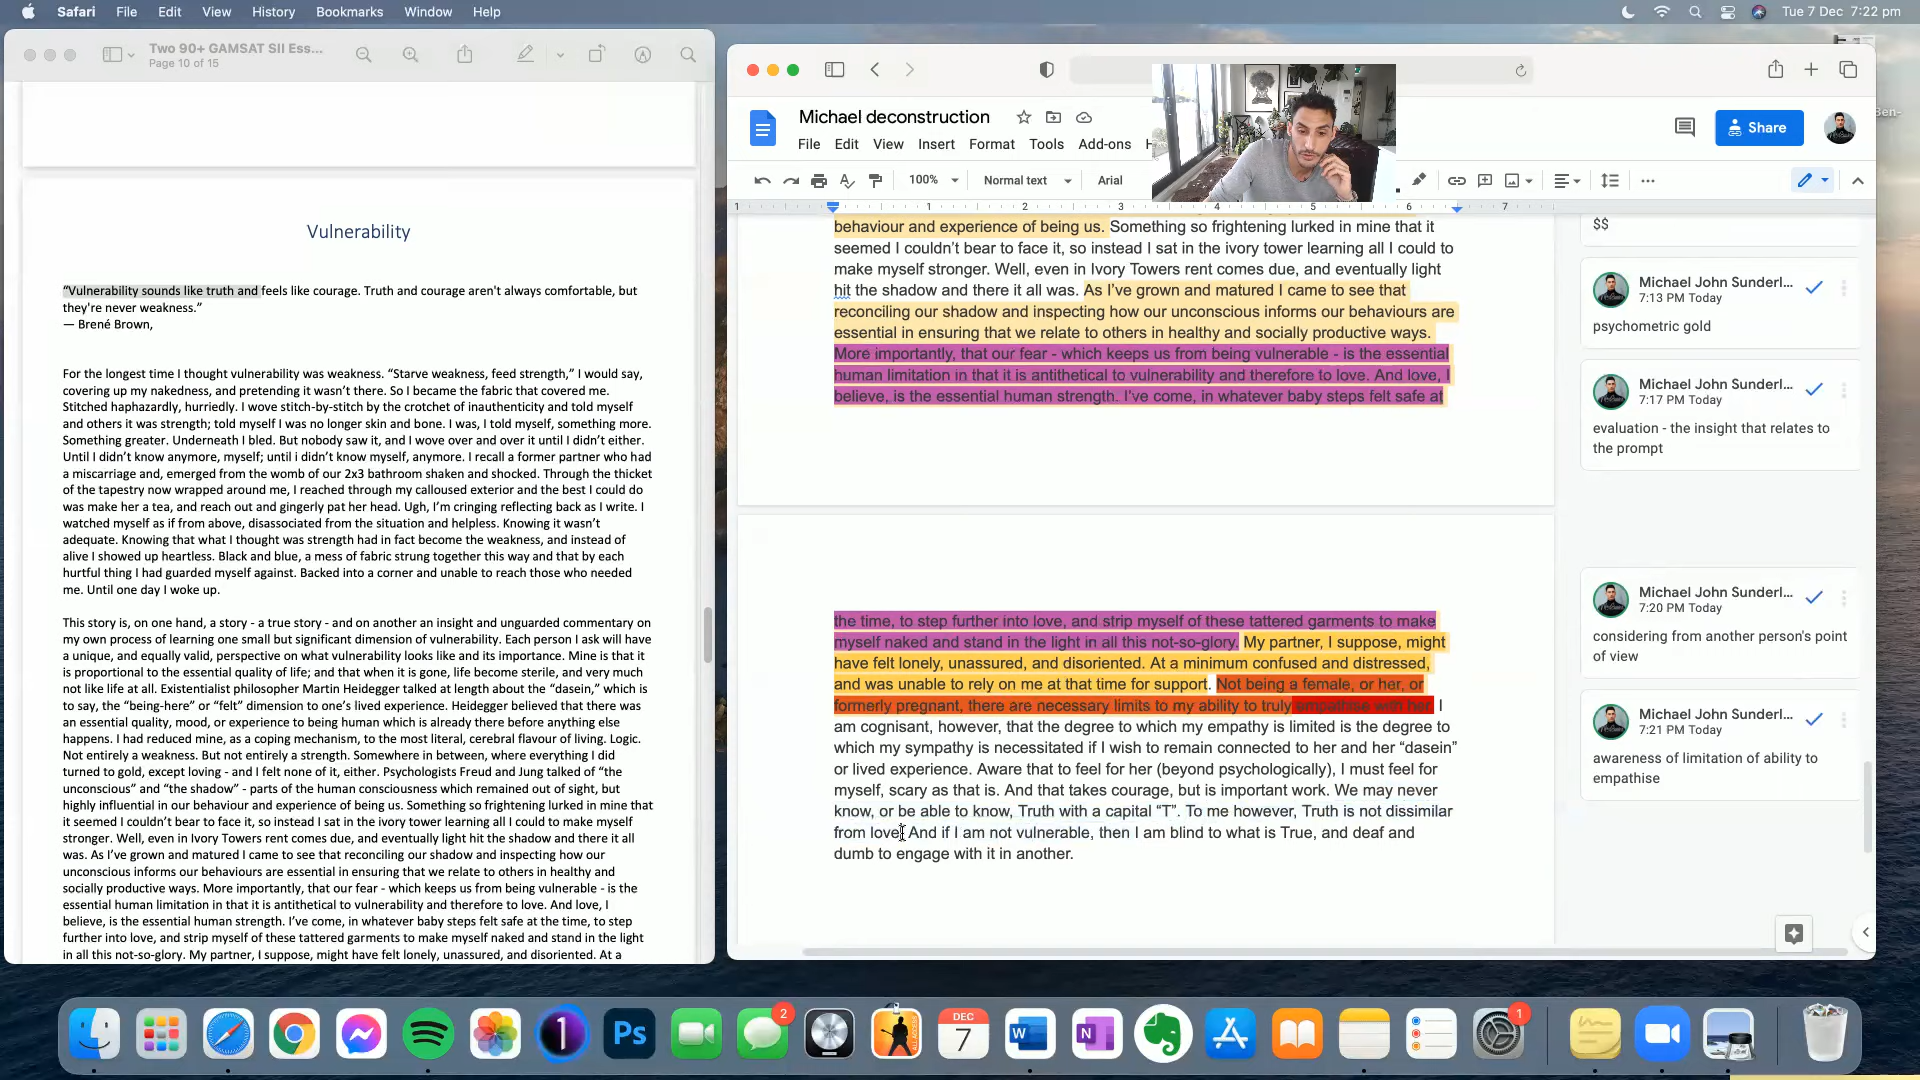 Safari File Edit View History Bookmarks Window Help
Tue 7 Dec 7:22 pm
Two 90+ GAMSAT SII Ess...
Page 10 of 15
Vulnerability
“Vulnerability sounds like truth and feels like courage. Truth and courage aren't always comfortable, but
they're never weakness.”
— Brené Brown,
For the longest time I thought vulnerability was weakness. “Starve weakness, feed strength,” I would say,
covering up my nakedness, and pretending it wasn’t there. So I became the fabric that covered me.
Stitched haphazardly, hurriedly. I wove stitch-by-stitch by the crotchet of inauthenticity and told myself
and others it was strength; told myself I was no longer skin and bone. I was, I told myself, something more.
Something greater. Underneath I bled. But nobody saw it, and I wove over and over it until I didn’t either.
Until I didn’t know anymore, myself; until i didn’t know myself, anymore. I recall a former partner who had
a miscarriage and, emerged from the womb of our 2x3 bathroom shaken and shocked. Through the thicket
of the tapestry now wrapped around me, I reached through my calloused exterior and the best I could do
was make her a tea, and reach out and gingerly pat her head. Ugh, I’m cringing reflecting back as I write. I
watched myself as if from above, disassociated from the situation and helpless. Knowing it wasn’t
adequate. Knowing that what I thought was strength had in fact become the weakness, and instead of
alive I showed up heartless. Black and blue, a mess of fabric strung together this way and that by each
hurtful thing I had guarded myself against. Backed into a corner and unable to reach those who needed
me. Until one day I woke up.
This story is, on one hand, a story - a true story - and on another an insight and unguarded commentary on
my own process of learning one small but significant dimension of vulnerability. Each person I ask will have
a unique, and equally valid, perspective on what vulnerability looks like and its importance. Mine is that it
is proportional to the essential quality of life; and that when it is gone, life become sterile, and very much
not like life at all. Existentialist philosopher Martin Heidegger talked at length about the “dasein,” which is
to say, the “being-here” or “felt” dimension to one’s lived experience. Heidegger believed that there was
an essential quality, mood, or experience to being human which is already there before anything else
happens. I had reduced mine, as a coping mechanism, to the most literal, cerebral flavour of living. Logic.
Not entirely a weakness. But not entirely a strength. Somewhere in between, where everything I did
turned to gold, except loving - and I felt none of it, either. Psychologists Freud and Jung talked of “the
unconscious” and “the shadow” - parts of the human consciousness which remained out of sight, but
highly influential in our behaviour and experience of being us. Something so frightening lurked in mine that
it seemed I couldn’t bear to face it, so instead I sat in the ivory tower learning all I could to make myself
stronger. Well, even in Ivory Towers rent comes due, and eventually light hit the shadow and there it all
was. As I’ve grown and matured I came to see that reconciling our shadow and inspecting how our
unconscious informs our behaviours are essential in ensuring that we relate to others in healthy and
socially productive ways. More importantly, that our fear - which keeps us from being vulnerable - is the
essential human limitation in that it is antithetical to vulnerability and therefore to love. And love, I
believe, is the essential human strength. I’ve come, in whatever baby steps felt safe at the time, to step
further into love, and strip myself of these tattered garments to make myself naked and stand in the light
in all this not-so-glory. My partner, I suppose, might have felt lonely, unassured, and disoriented. At a
Michael deconstruction
File Edit View Insert Format Tools Add-ons
Share
100% Normal text Arial
1 1 2 3 4 5 6 7
behaviour and experience of being us. Something so frightening lurked in mine that it
seemed I couldn’t bear to face it, so instead I sat in the ivory tower learning all I could to
make myself stronger. Well, even in Ivory Towers rent comes due, and eventually light
hit the shadow and there it all was. As I’ve grown and matured I came to see that
reconciling our shadow and inspecting how our unconscious informs our behaviours are
essential in ensuring that we relate to others in healthy and socially productive ways.
More importantly, that our fear - which keeps us from being vulnerable - is the essential
human limitation in that it is antithetical to vulnerability and therefore to love. And love, I
believe, is the essential human strength. I've come, in whatever baby steps felt safe at
the time, to step further into love, and strip myself of these tattered garments to make
myself naked and stand in the light in all this not-so-glory. My partner, I suppose, might
have felt lonely, unassured, and disoriented. At a minimum confused and distressed,
and was unable to rely on me at that time for support. Not being a female, or her, or
formerly pregnant, there are necessary limits to my ability to truly empathise with her. I
am cognisant, however, that the degree to which my empathy is limited is the degree to
which my sympathy is necessitated if I wish to remain connected to her and her “dasein”
or lived experience. Aware that to feel for her (beyond psychologically), I must feel for
myself, scary as that is. And that takes courage, but is important work. We may never
know, or be able to know, Truth with a capital “T”. To me however, Truth is not dissimilar
from love. And if I am not vulnerable, then I am blind to what is True, and deaf and
dumb to engage with it in another.
$$
Michael John Sunderl...
7:13 PM Today
psychometric gold
Michael John Sunderl...
7:17 PM Today
evaluation - the insight that relates to
the prompt
Michael John Sunderl...
7:20 PM Today
considering from another person's point
of view
Michael John Sunderl...
7:21 PM Today
awareness of limitation of ability to
empathise
Ben-
1
Ps
2
DEC
7
W
N
1